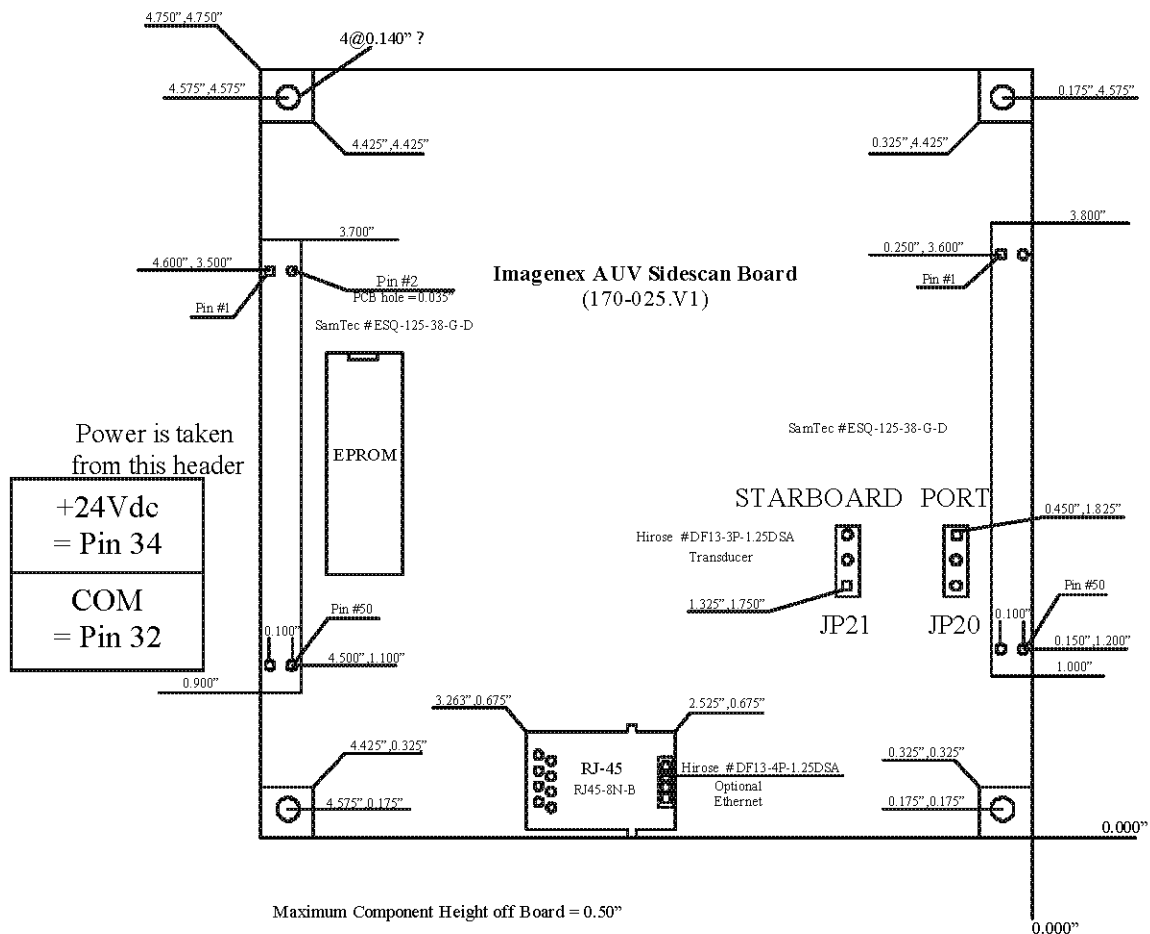 4.750”,4.750”
4@0.140” ?
4.575”,4.575”
0.175”,4.575”
4.425”,4.425”
0.325”,4.425”
3.700”
3.800”
4.600”, 3.500”
0.250”, 3.600”
Imagenex AUV Sidescan Board
(170-025.V1)
Pin #2
PCB hole = 0.035”
Pin #1
Pin #1
SamTec #ESQ-125-38-G-D
SamTec #ESQ-125-38-G-D
Power is taken
from this header
EPROM
+24Vdc
= Pin 34
COM
= Pin 32
STARBOARD
PORT
0.450”,1.825”
Hirose #DF13-3P-1.25DSA
Transducer
1.325”,1.750”
JP21
JP20
Pin #50
Pin #50
0.100”
0.100”
4.500”,1.100”
0.150”,1.200”
0.900”
1.000”
3.263”,0.675”
2.525”,0.675”
4.425”,0.325”
0.325”,0.325”
RJ-45
RJ45-8N-B
Hirose #DF13-4P-1.25DSA
Optional
Ethernet
4.575”,0.175”
0.175”,0.175”
0.000”
Maximum Component Height off Board = 0.50”
0.000”